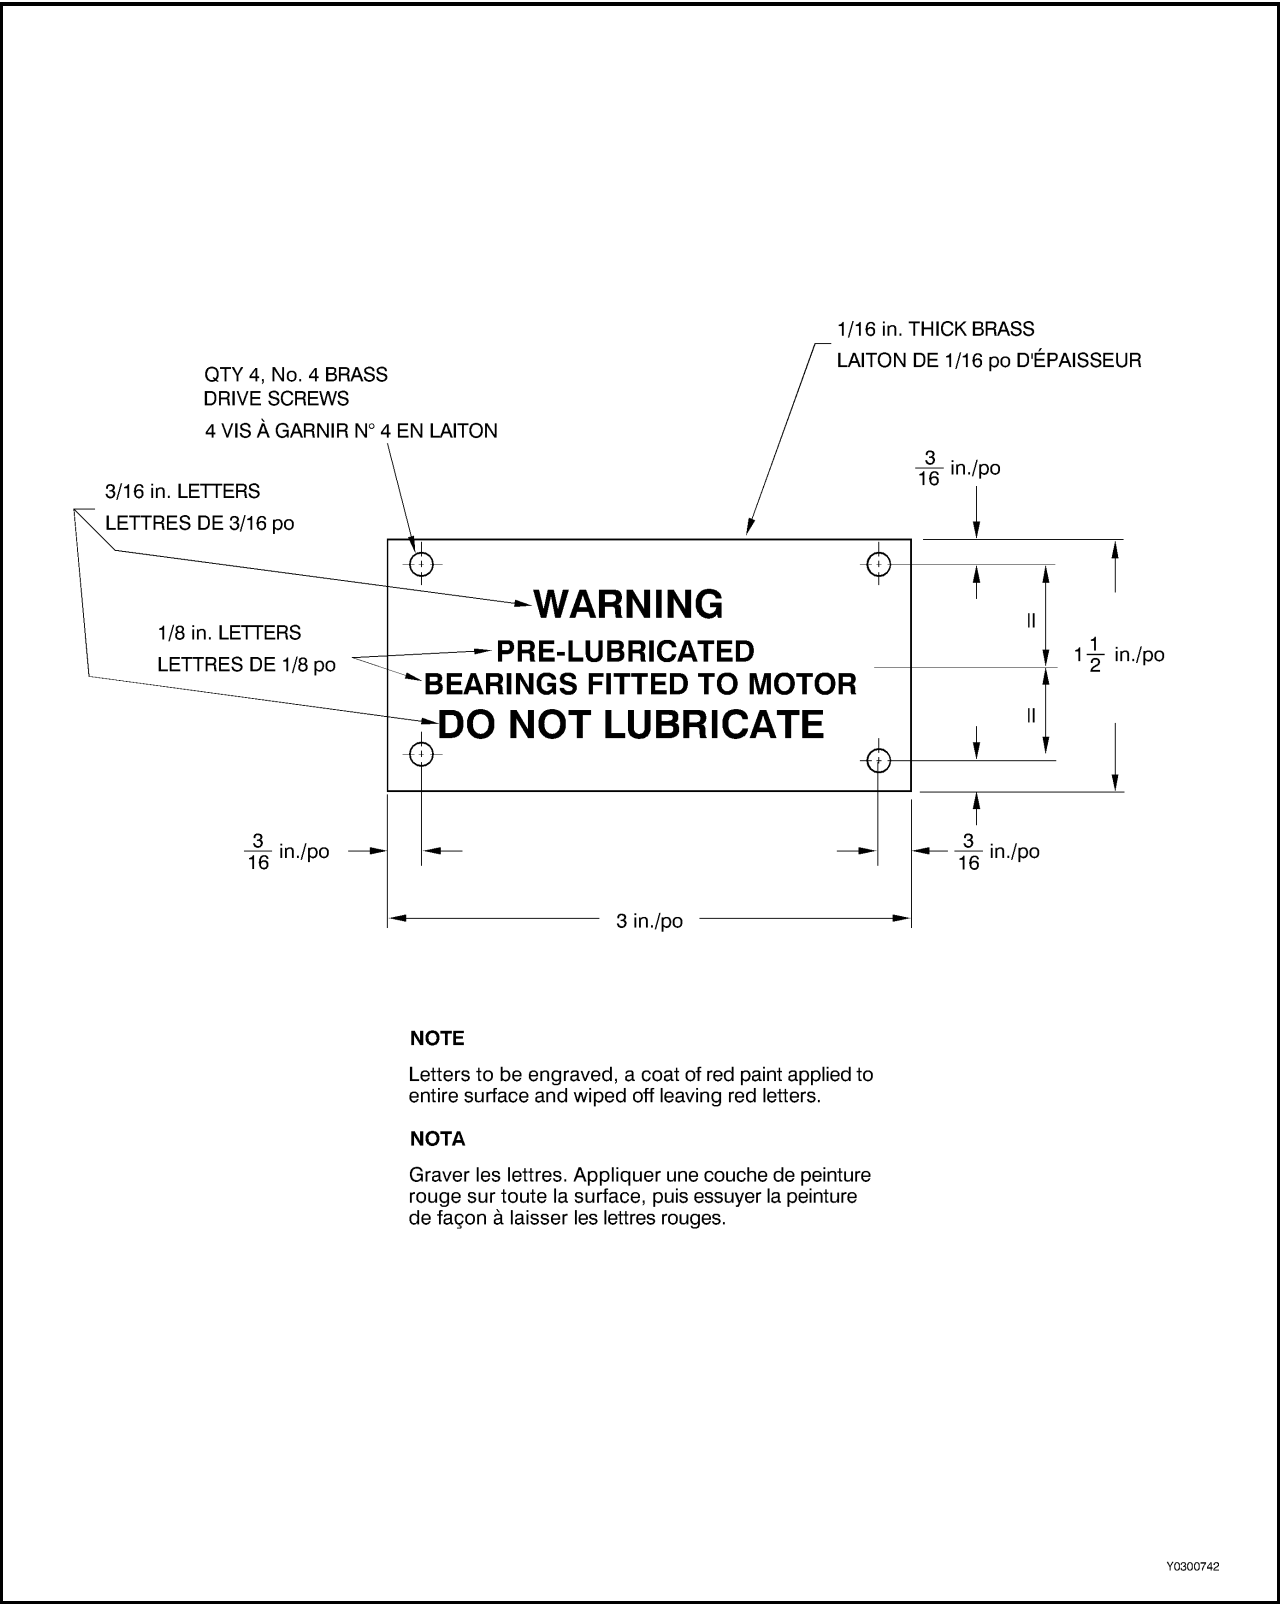 1/16 in. THICK BRASS
LAITON DE 1/16 po D'ÉPAISSEUR
QTY 4, No. 4 BRASS
DRIVE SCREWS
4 VIS À GARNIR N° 4 EN LAITON
3/16 in./po
3/16 in. LETTERS
LETTRES DE 3/16 po
WARNING
1/8 in. LETTERS
LETTRES DE 1/8 po
PRE-LUBRICATED
BEARINGS FITTED TO MOTOR
DO NOT LUBRICATE
=
1 1/2 in./po
=
3/16 in./po
3/16 in./po
3 in./po
NOTE
Letters to be engraved, a coat of red paint applied to
entire surface and wiped off leaving red letters.
NOTA
Graver les lettres. Appliquer une couche de peinture
rouge sur toute la surface, puis essuyer la peinture
de façon à laisser les lettres rouges.
Y0300742